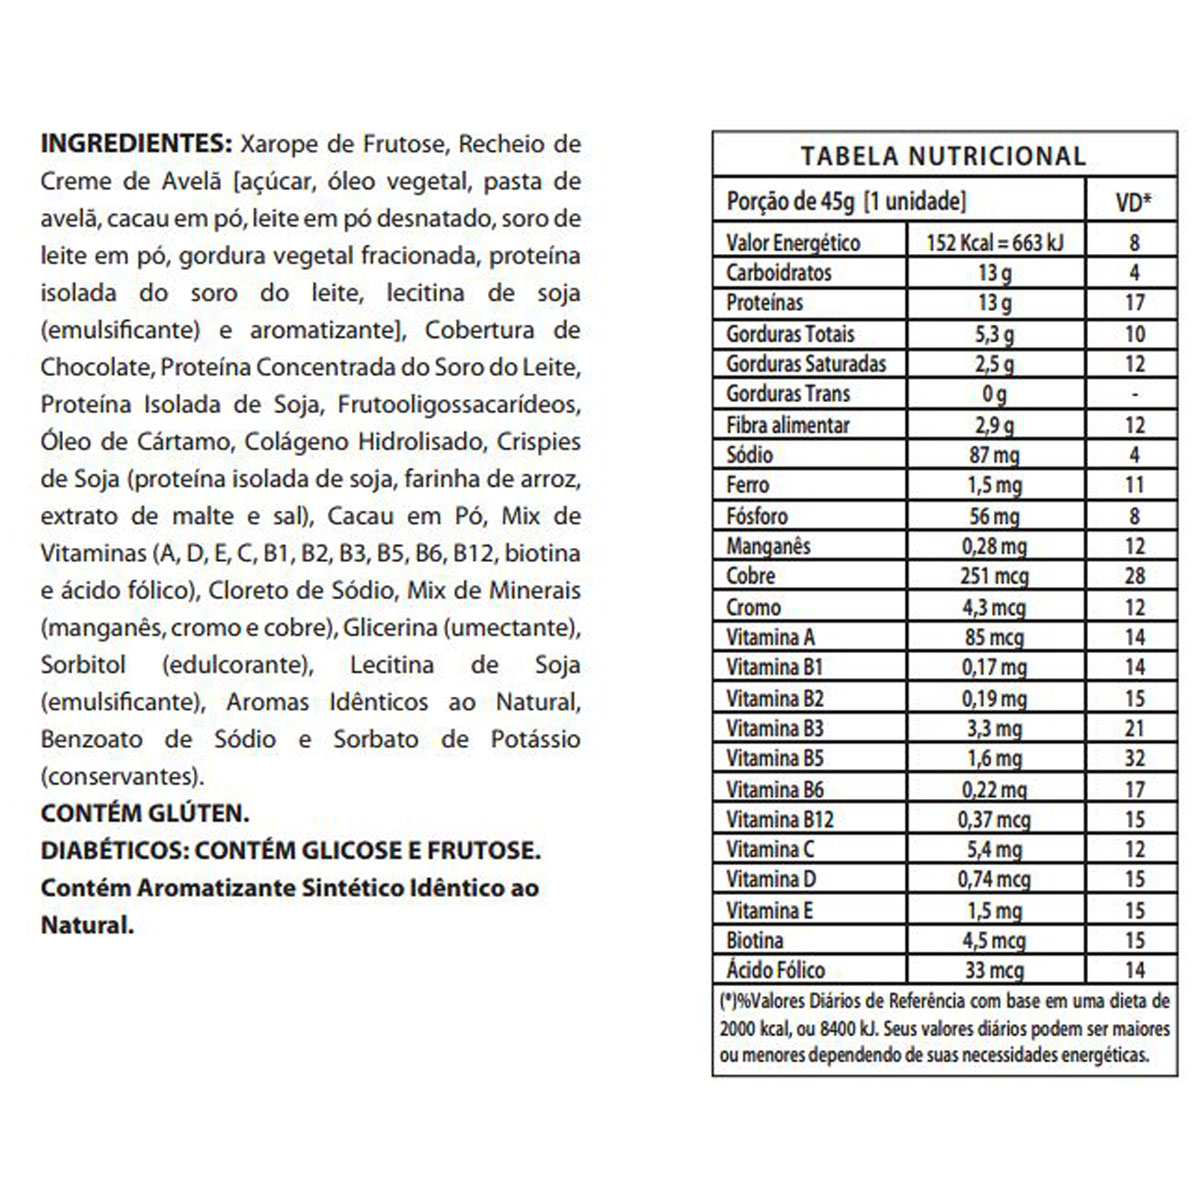 INGREDIENTES: Xarope de Frutose, Recheio de
Creme de Avelã [açúcar, óleo vegetal, pasta de
avelã, cacau em pó, leite em pó desnatado, soro de
leite em pó, gordura vegetal fracionada, proteína
isolada do soro do leite, lecitina de soja
(emulsificante) e aromatizante], Cobertura de
Chocolate, Proteína Concentrada do Soro do Leite,
Proteína Isolada de Soja, Frutooligossacarídeos,
Óleo de Cártamo, Colágeno Hidrolisado, Crispies
de Soja (proteína isolada de soja, farinha de arroz,
extrato de malte e sal), Cacau em Pó, Mix de
Vitaminas (A, D, E, C, B1, B2, B3, B5, B6, B12, biotina
e ácido fólico), Cloreto de Sódio, Mix de Minerais
(manganês, cromo e cobre), Glicerina (umectante),
Sorbitol (edulcorante), Lecitina de Soja
(emulsificante), Aromas Idênticos ao Natural,
Benzoato de Sódio e Sorbato de Potássio
(conservantes).
CONTÉM GLÚTEN.
DIABÉTICOS: CONTÉM GLICOSE E FRUTOSE.
Contém Aromatizante Sintético Idêntico ao
Natural.
TABELA NUTRICIONAL
Porção de 45g [1 unidade] VD*
Valor Energético 152 Kcal = 663 kJ 8
Carboidratos 13 g 4
Proteínas 13 g 17
Gorduras Totais 5,3 g 10
Gorduras Saturadas 2,5 g 12
Gorduras Trans 0 g -
Fibra alimentar 2,9 g 12
Sódio 87 mg 4
Ferro 1,5 mg 11
Fósforo 56 mg 8
Manganês 0,28 mg 12
Cobre 251 mcg 28
Cromo 4,3 mcg 12
Vitamina A 85 mcg 14
Vitamina B1 0,17 mg 14
Vitamina B2 0,19 mg 15
Vitamina B3 3,3 mg 21
Vitamina B5 1,6 mg 32
Vitamina B6 0,22 mg 17
Vitamina B12 0,37 mcg 15
Vitamina C 5,4 mg 12
Vitamina D 0,74 mcg 15
Vitamina E 1,5 mg 15
Biotina 4,5 mcg 15
Ácido Fólico 33 mcg 14
(*)%Valores Diários de Referência com base em uma dieta de
2000 kcal, ou 8400 kJ. Seus valores diários podem ser maiores
ou menores dependendo de suas necessidades energéticas.